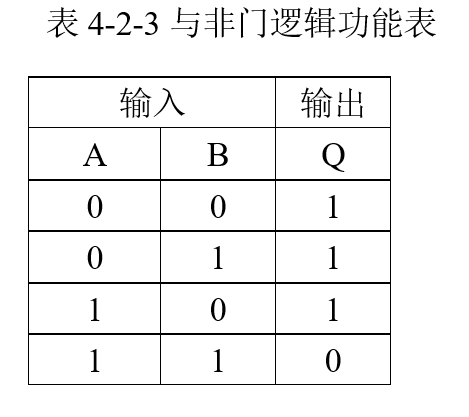 表 4-2-3 与非门逻辑功能表
输入 输出
A B Q
0 0 1
0 1 1
1 0 1
1 1 0